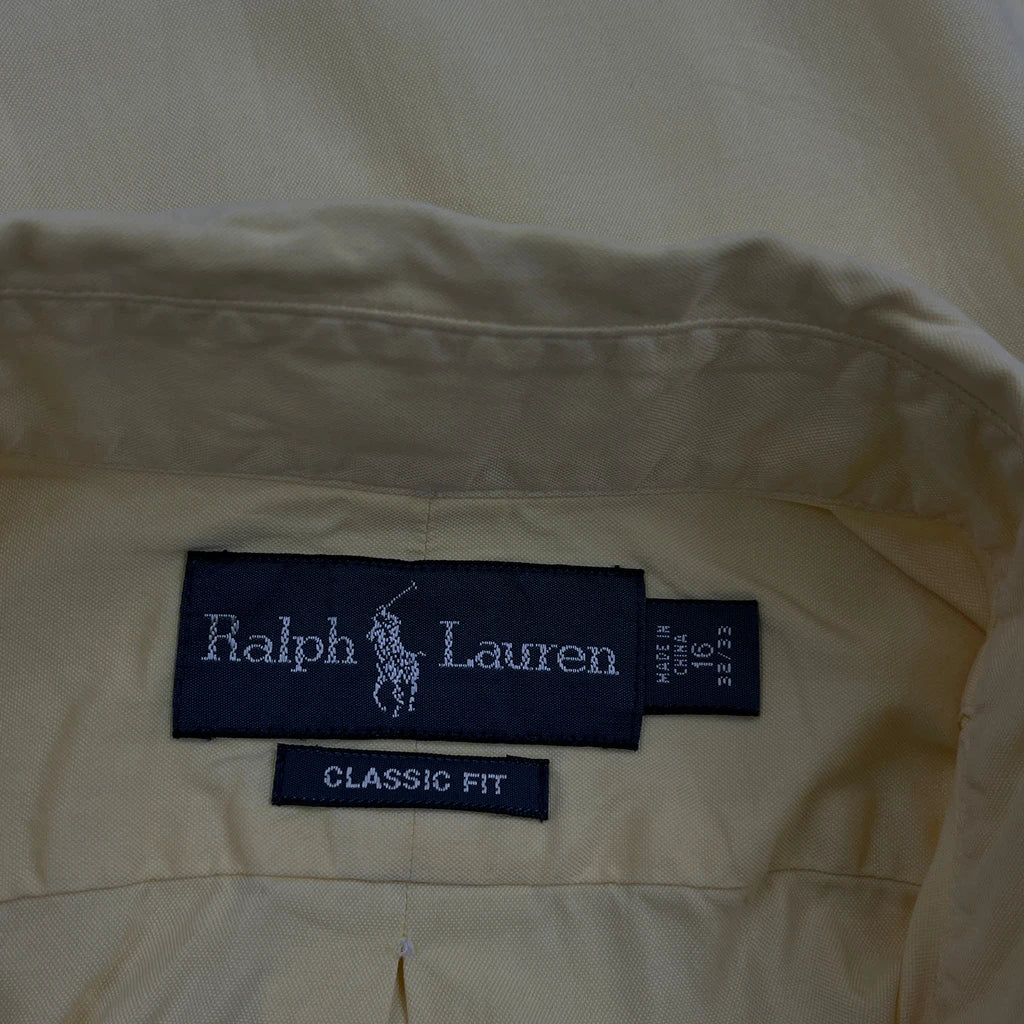 Ralph Lauren
MADE IN
CHINA
16
32/33
CLASSIC FIT